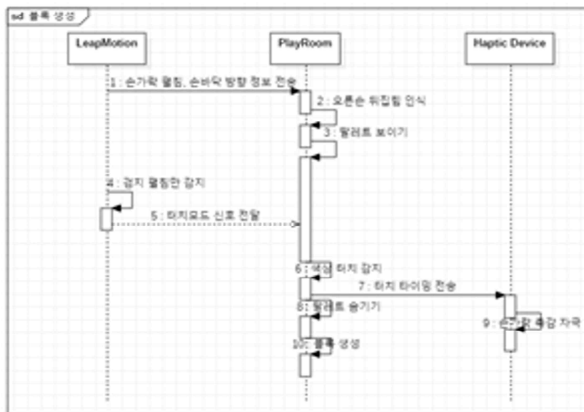 sd 블록 생성
LeapMotion
PlayRoom
Haptic Device
1 : 손가락 펼침, 손바닥 방향 정보 전송
2 : 오른손 뒤집힘 인식
3 : 팔레트 보이기
4 : 검지 펼침만 감지
5 : 터치모드 신호 전달
6 : 색상 터치 감지
7 : 터치 타이밍 전송
8 : 팔레트 숨기기
9 : 손가락 촉감 자극
10 : 블록 생성